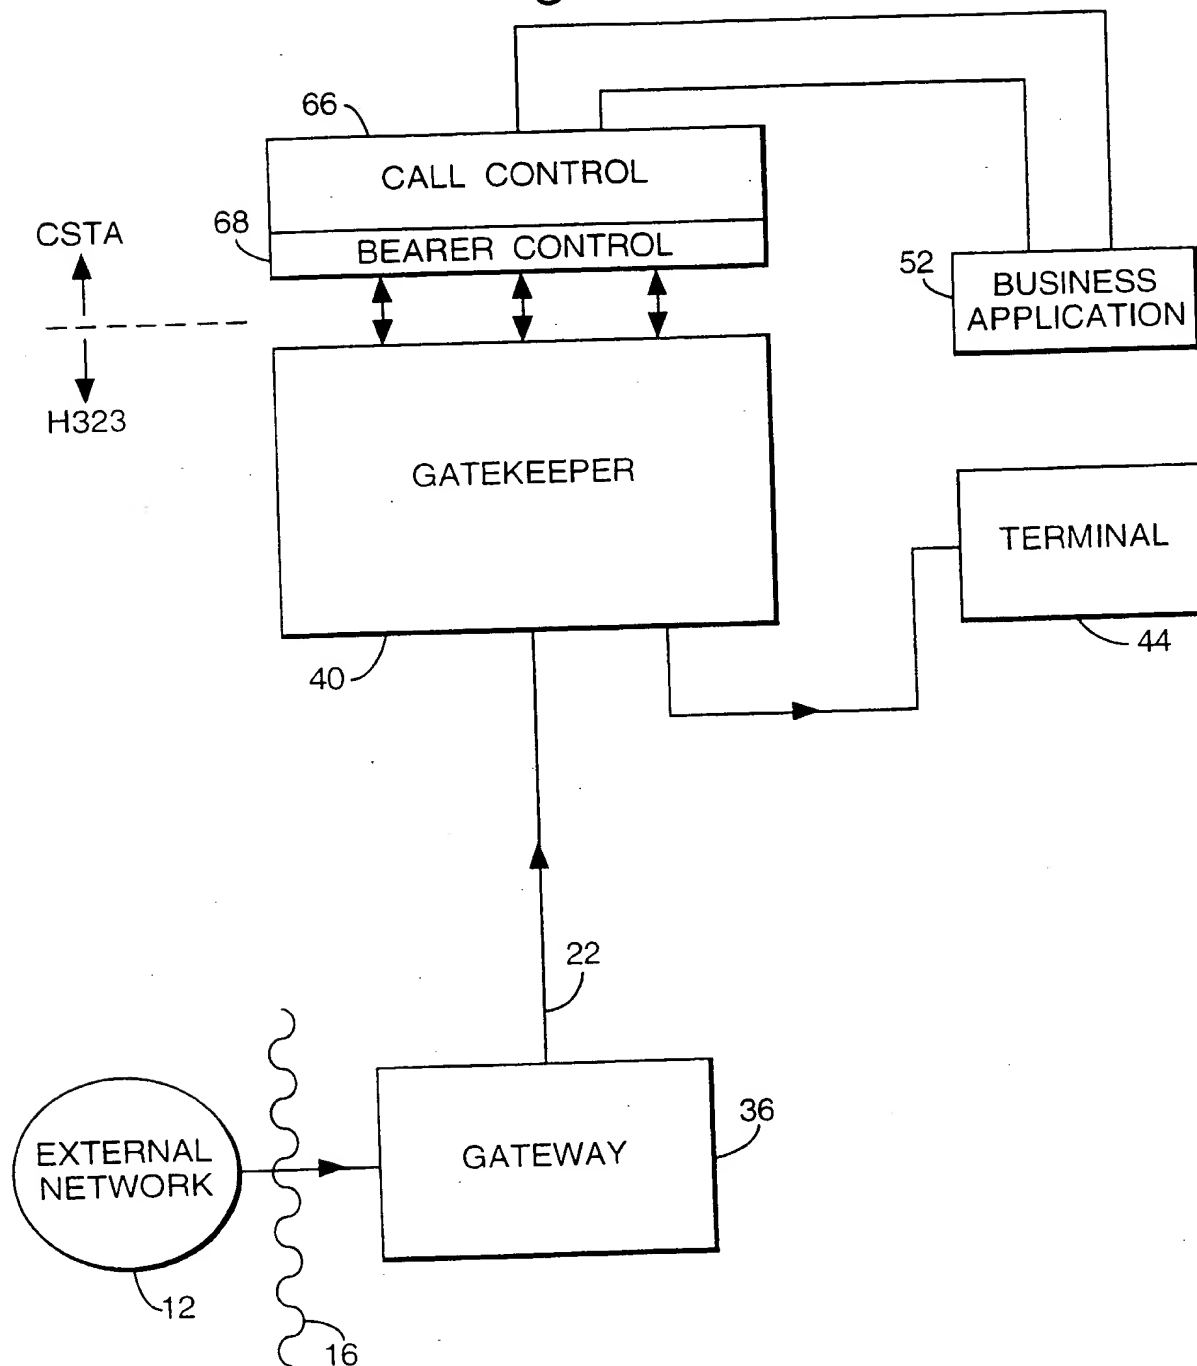 66
CALL CONTROL
68
CSTA
BEARER CONTROL
52
BUSINESS
APPLICATION
H323
GATEKEEPER
TERMINAL
44
40
22
36
EXTERNAL
NETWORK
GATEWAY
12
16